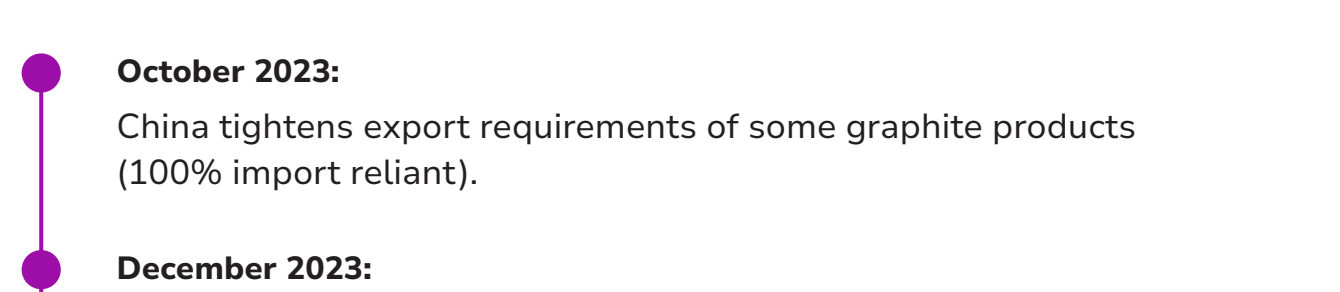 October 2023:
China tightens export requirements of some graphite products
(100% import reliant).
December 2023: